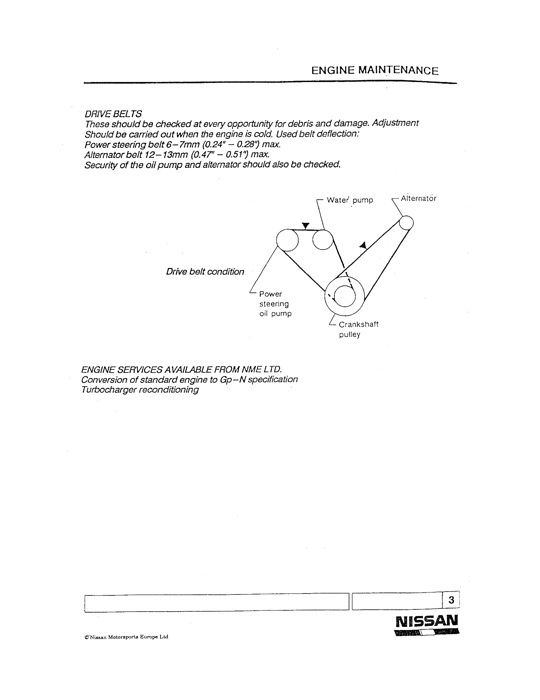 ENGINE MAINTENANCE
DRIVE BELTS
These should be checked at every opportunity for debris and damage. Adjustment
Should be carried out when the engine is cold. Used belt deflection:
Power steering belt 6-7mm (0.24" - 0.28") max.
Alternator belt 12-13mm (0.47" - 0.51") max.
Security of the oil pump and alternator should also be checked.
Water pump
Alternator
Drive belt condition
Power
steering
oil pump
Crankshaft
pulley
ENGINE SERVICES AVAILABLE FROM NME LTD.
Conversion of standard engine to Gp-N specification
Turbocharger reconditioning
3
NISSAN
© Nissan Motorsports Europe Ltd